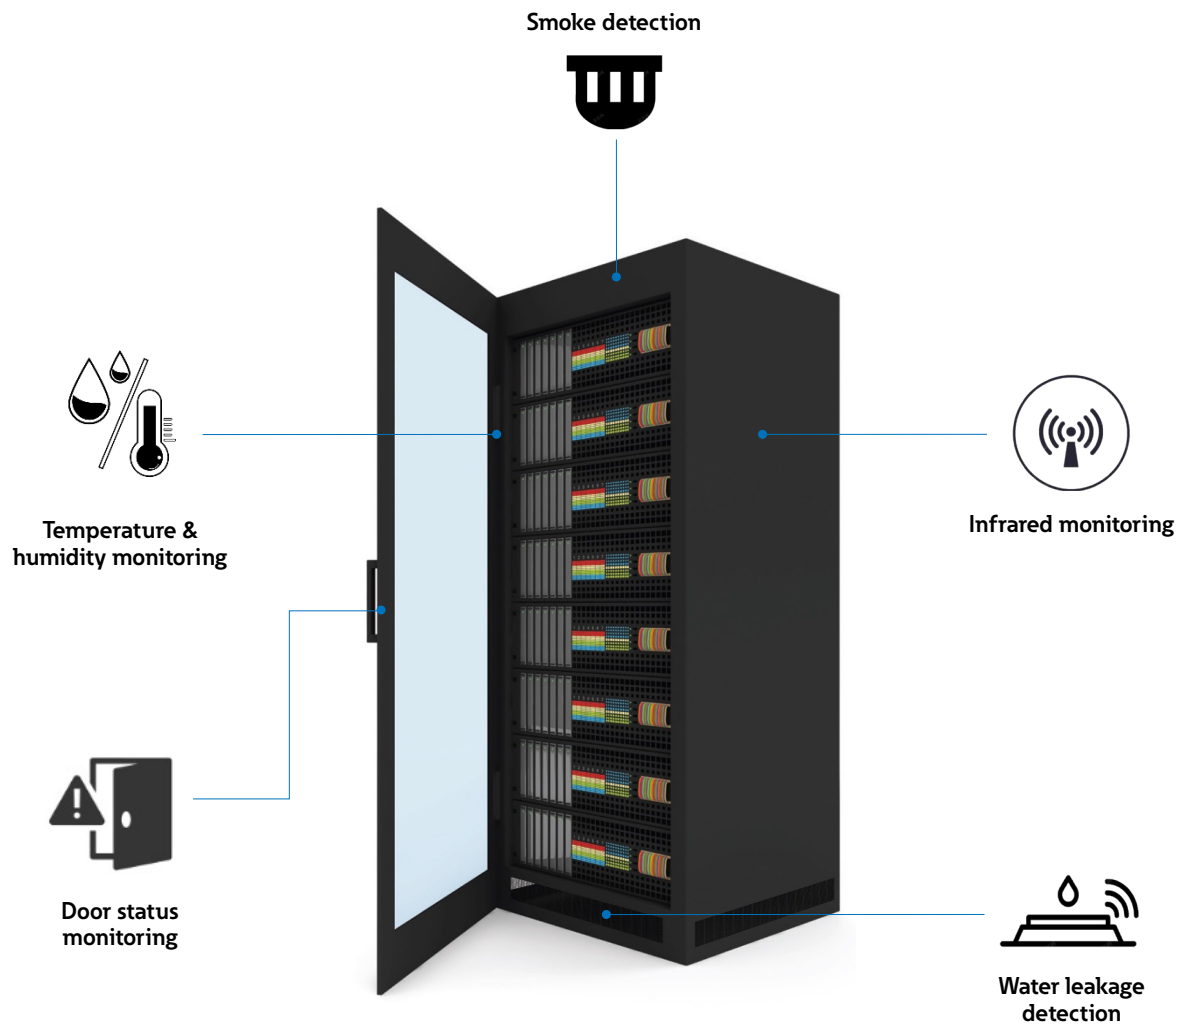 Smoke detection
Temperature &
humidity monitoring
Infrared monitoring
Door status
monitoring
Water leakage
detection